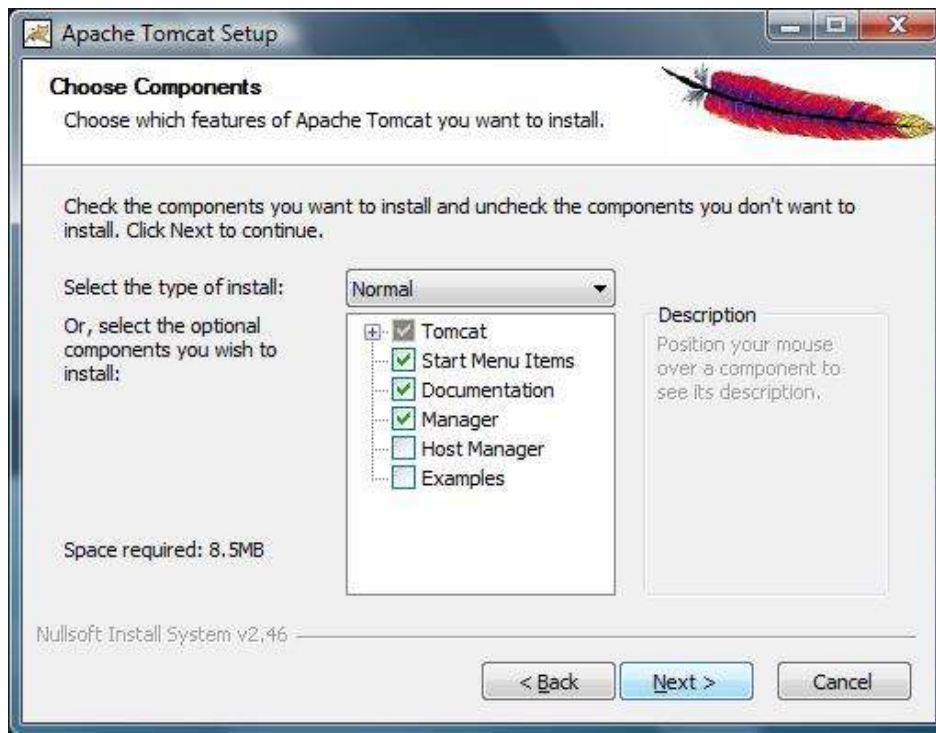 Apache Tomcat Setup
Choose Components
Choose which features of Apache Tomcat you want to install.
Check the components you want to install and uncheck the components you don't want to
install. Click Next to continue.
Select the type of install:
Normal
Or, select the optional
components you wish to
install:
Tomcat
Start Menu Items
Documentation
Manager
Host Manager
Examples
Description
Position your mouse
over a component to
see its description.
Space required: 8.5MB
Nullsoft Install System v2.46
< Back
Next >
Cancel